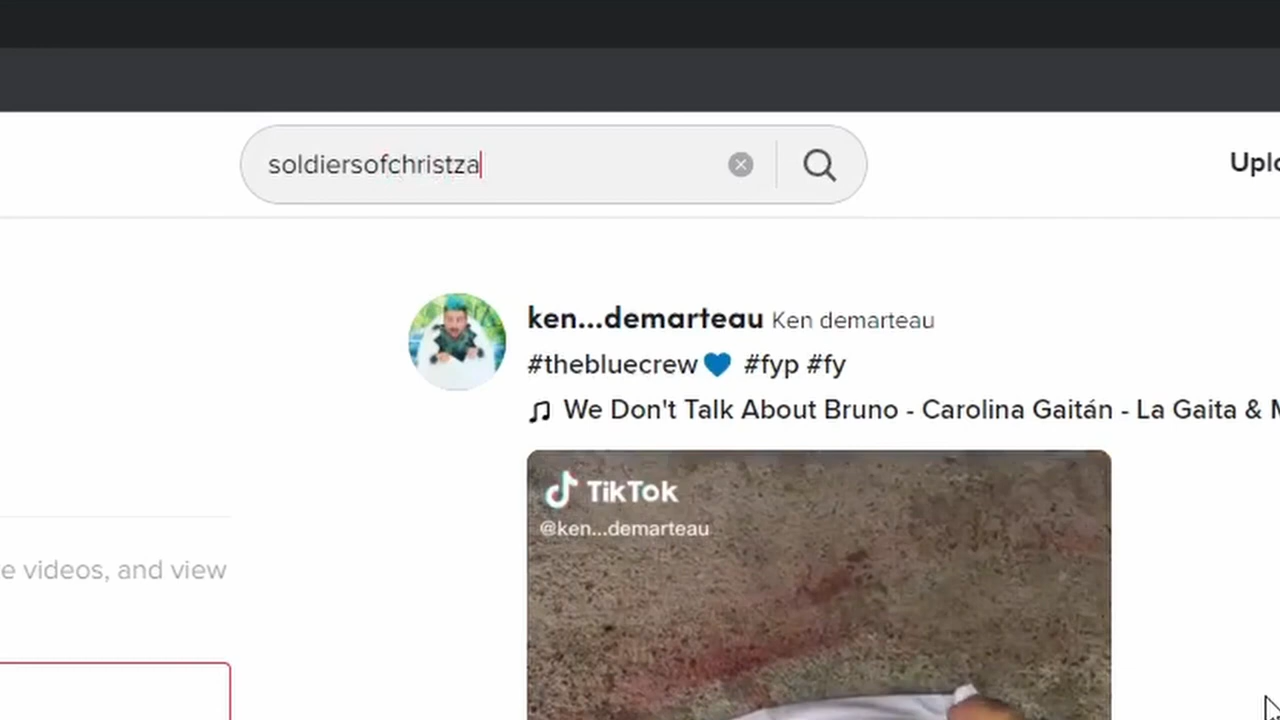 soldiersofchristza
Uplo
ken...demarteau Ken demarteau
#thebluecrew💙 #fyp #fy
We Don't Talk About Bruno - Carolina Gaitán - La Gaita & M
TikTok
@ken...demarteau
e videos, and view